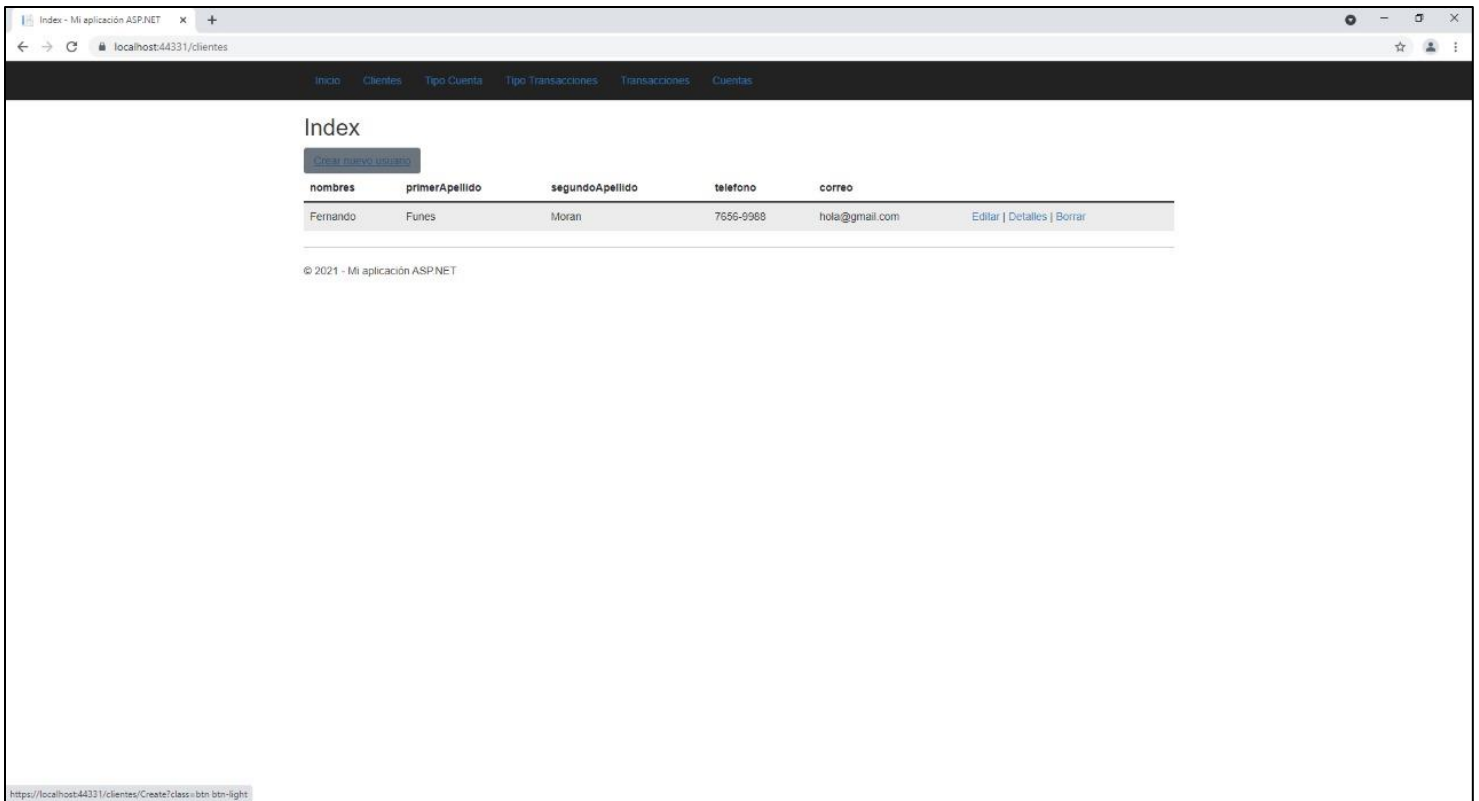 Index - Mi aplicación ASP.NET
localhost:44331/clientes
Inicio Clientes Tipo Cuenta Tipo Transacciones Transacciones Cuentas
Index
Crear nuevo usuario
nombres primerApellido segundoApellido telefono correo
Fernando Funes Moran 7656-9988 hola@gmail.com Editar | Detalles | Borrar
© 2021 - Mi aplicación ASP.NET
https://localhost:44331/clientes/Create?class=btn btn-light